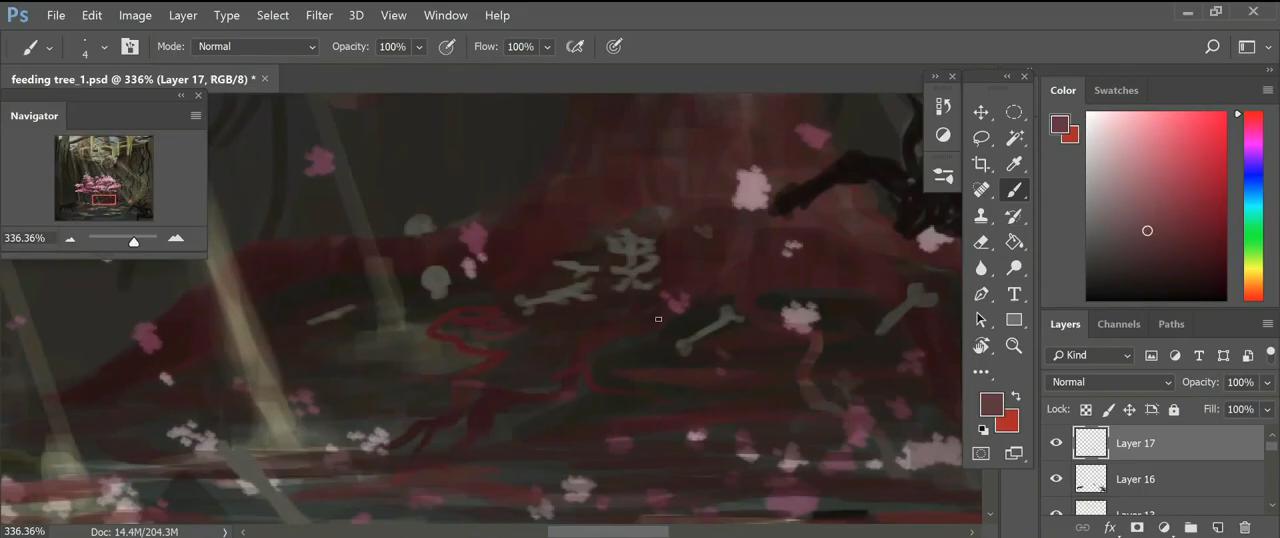 Ps File Edit Image Layer Type Select Filter 3D View Window Help
4 Mode: Normal Opacity: 100% Flow: 100%
feeding tree_1.psd @ 336% (Layer 17, RGB/8) *
Navigator
336.36%
Color Swatches
Layers Channels Paths
Kind
Normal Opacity: 100%
Lock: Fill: 100%
Layer 17
Layer 16
fx
336.36% Doc: 14.4M/204.3M